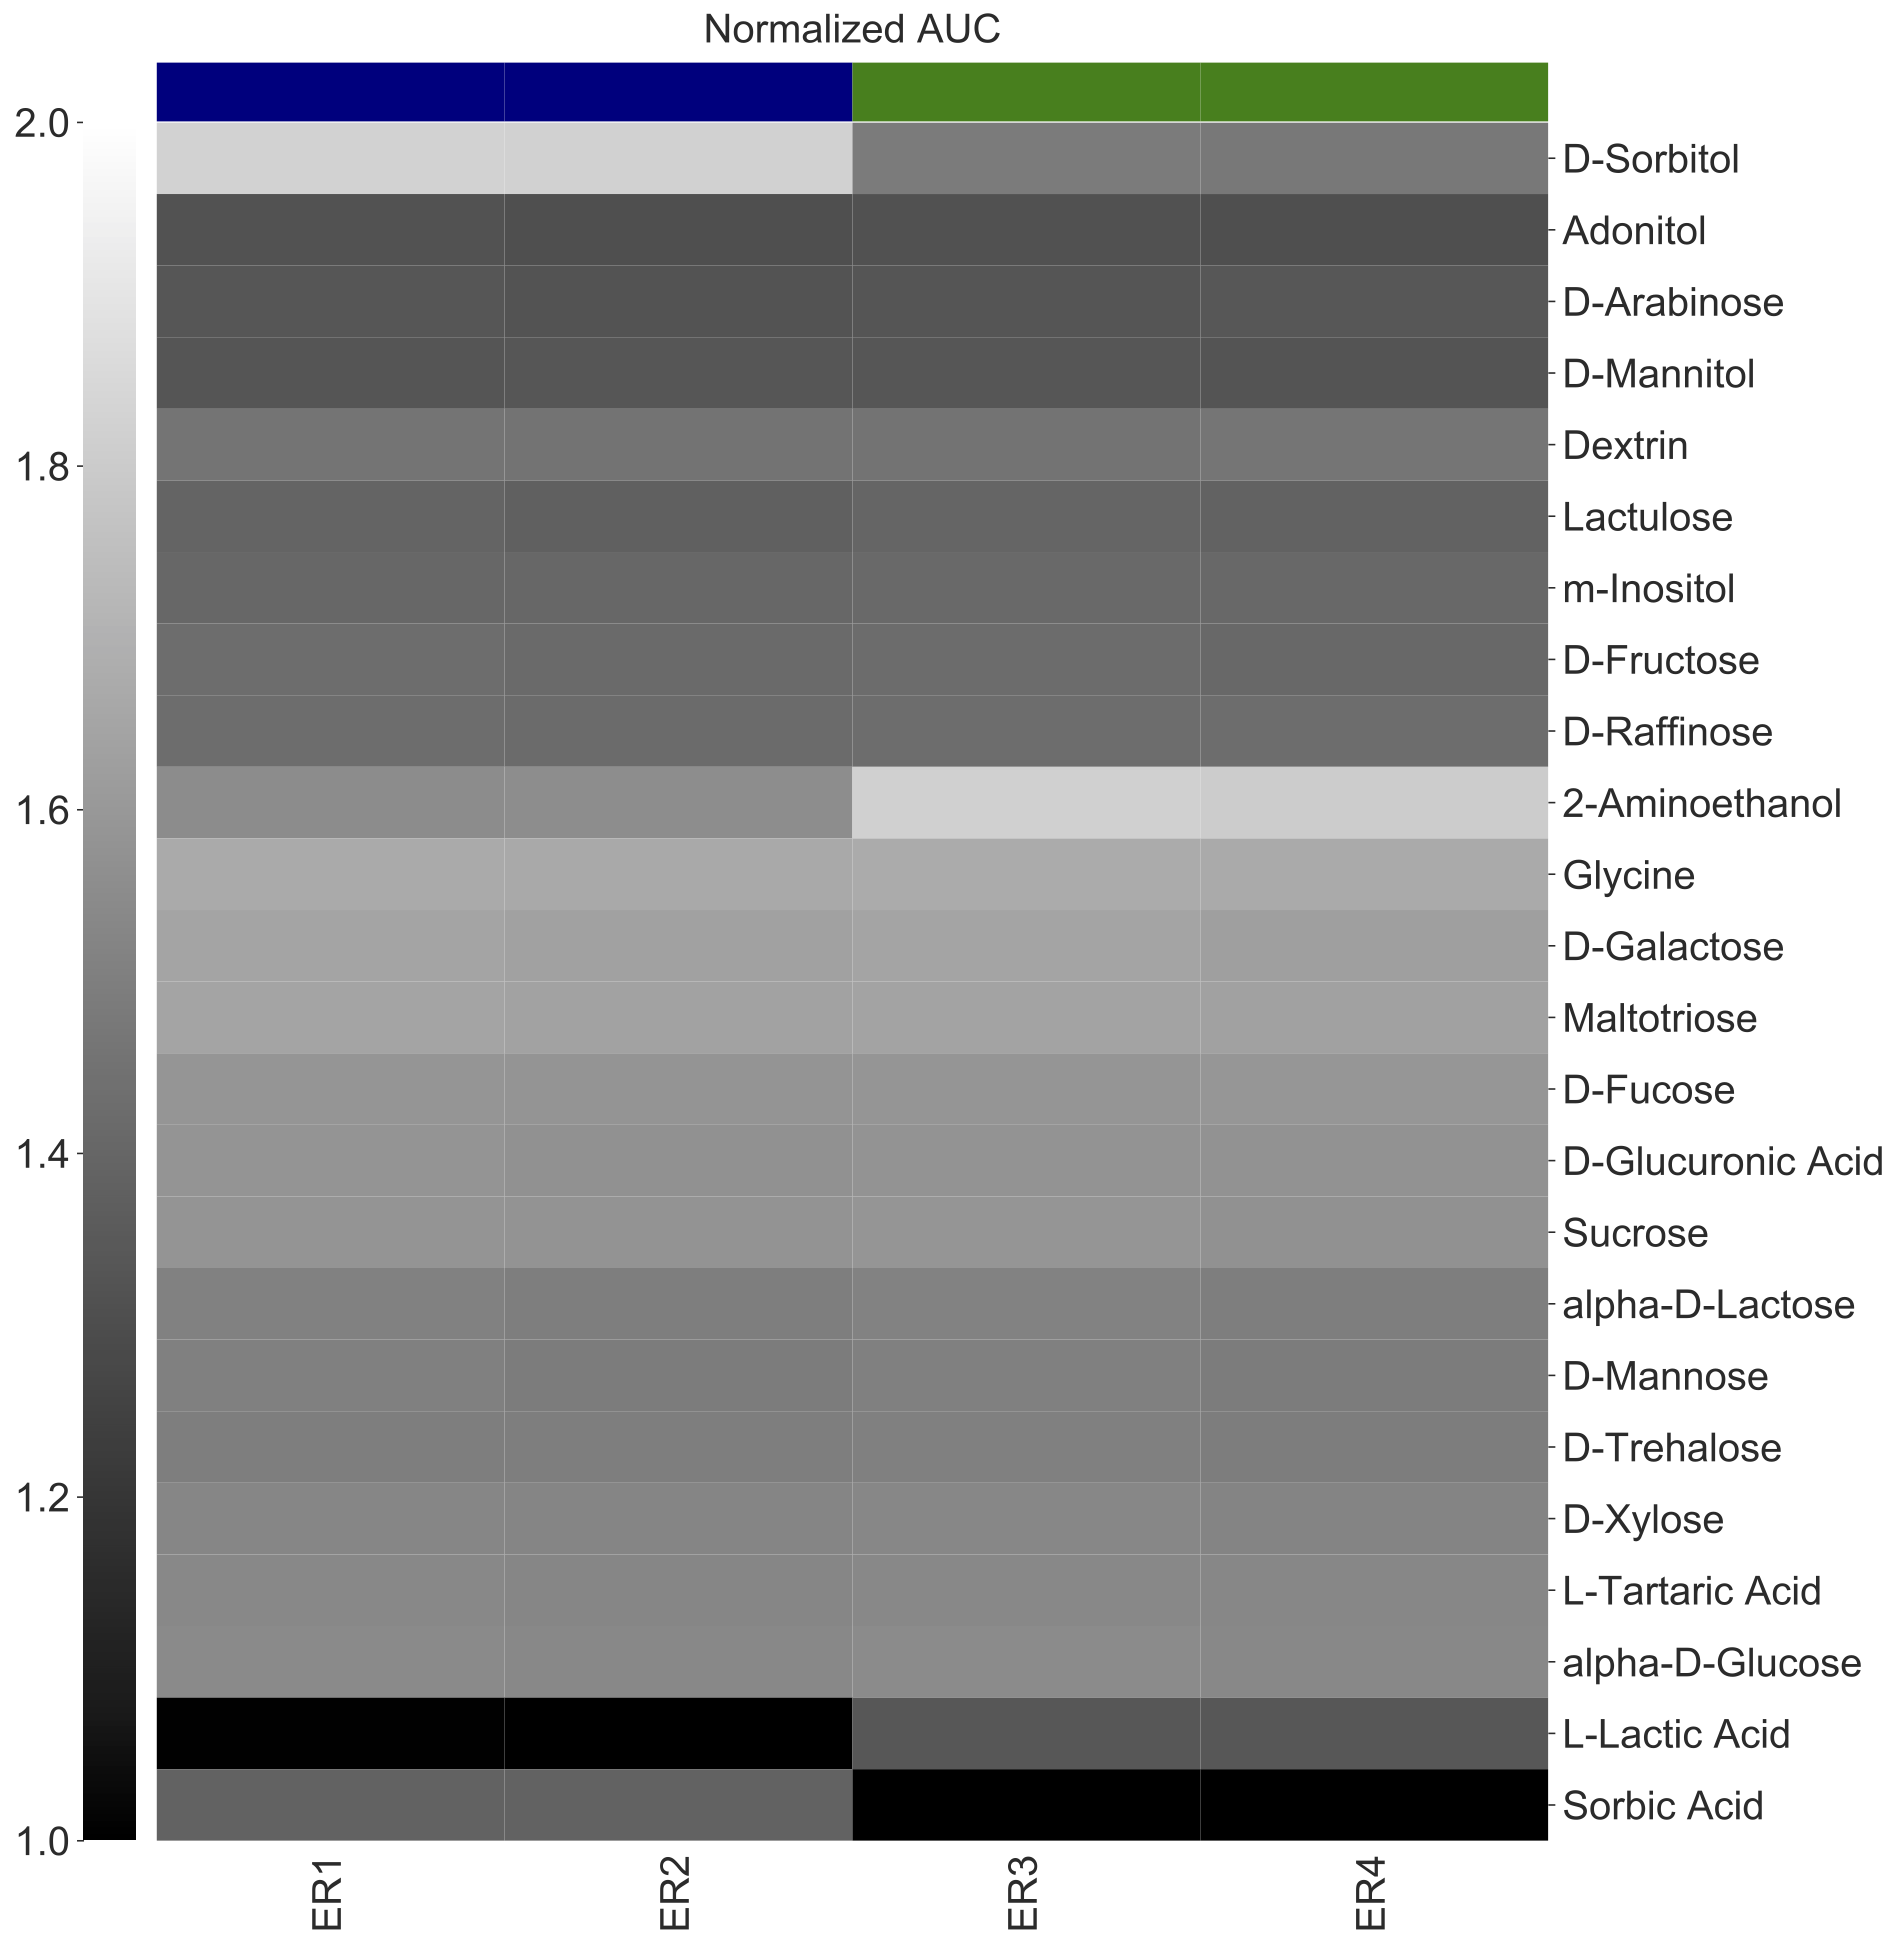 Normalized AUC
2.0
1.8
1.6
1.4
1.2
1.0
D-Sorbitol
Adonitol
D-Arabinose
D-Mannitol
Dextrin
Lactulose
m-Inositol
D-Fructose
D-Raffinose
2-Aminoethanol
Glycine
D-Galactose
Maltotriose
D-Fucose
D-Glucuronic Acid
Sucrose
alpha-D-Lactose
D-Mannose
D-Trehalose
D-Xylose
L-Tartaric Acid
alpha-D-Glucose
L-Lactic Acid
Sorbic Acid
ER1
ER2
ER3
ER4